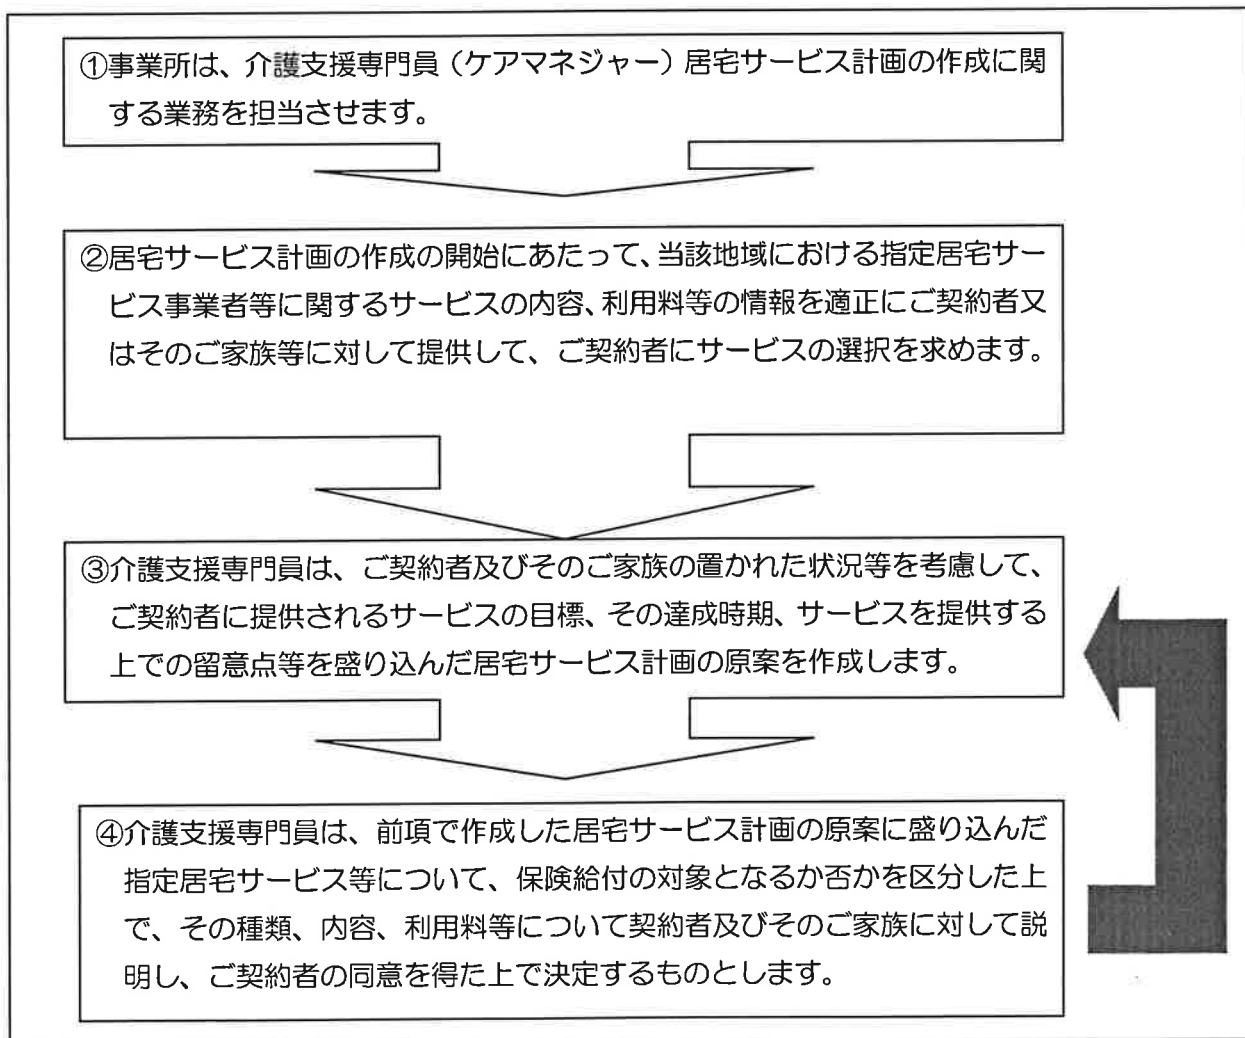 ①事業所は、介護支援専門員（ケアマネジャー）居宅サービス計画の作成に関
する業務を担当させます。
②居宅サービス計画の作成の開始にあたって、当該地域における指定居宅サー
ビス事業者等に関するサービスの内容、利用料等の情報を適正にご契約者又
はそのご家族等に対して提供して、ご契約者にサービスの選択を求めます。
③介護支援専門員は、ご契約者及びそのご家族の置かれた状況等を考慮して、
ご契約者に提供されるサービスの目標、その達成時期、サービスを提供する
上での留意点等を盛り込んだ居宅サービス計画の原案を作成します。
④介護支援専門員は、前項で作成した居宅サービス計画の原案に盛り込んだ
指定居宅サービス等について、保険給付の対象となるか否かを区分した上
で、その種類、内容、利用料等について契約者及びそのご家族に対して説
明し、ご契約者の同意を得た上で決定するものとします。